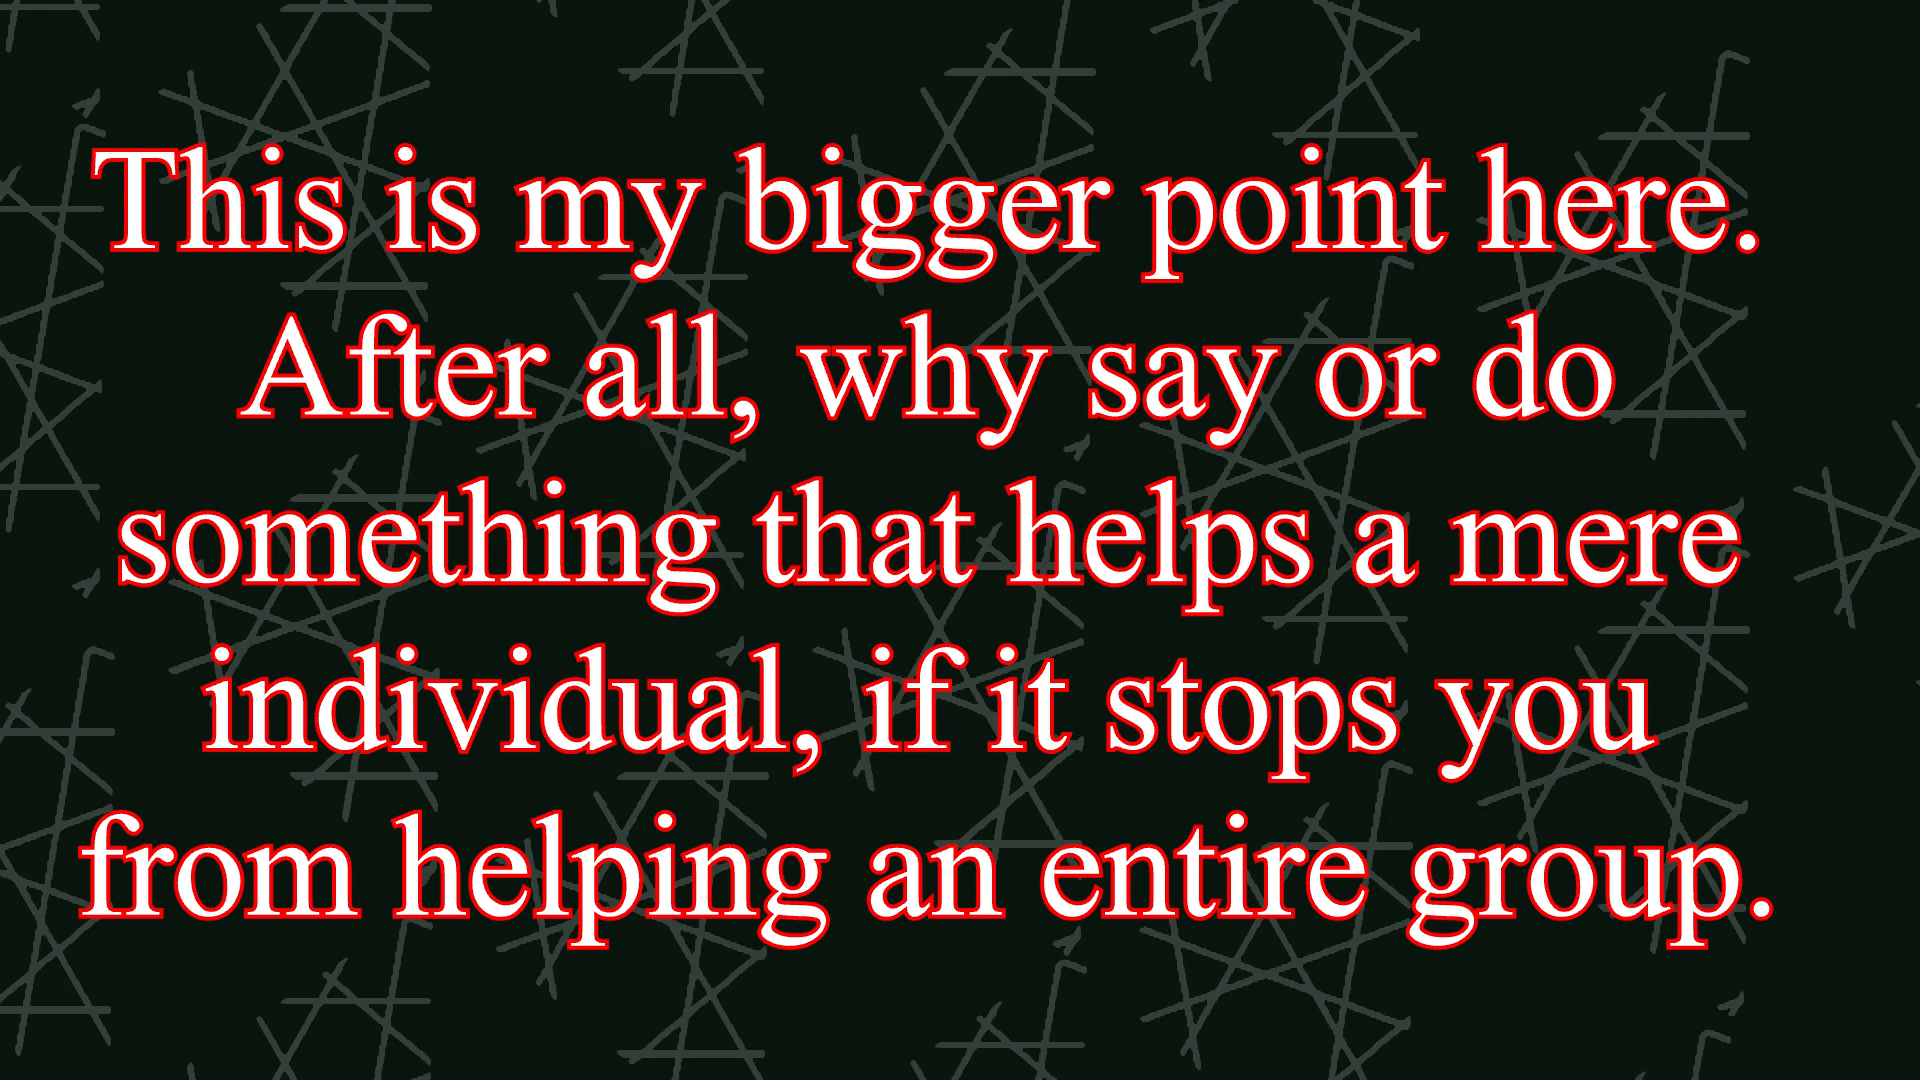 This is my bigger point here.
After all, why say or do
something that helps a mere
individual, if it stops you
from helping an entire group.